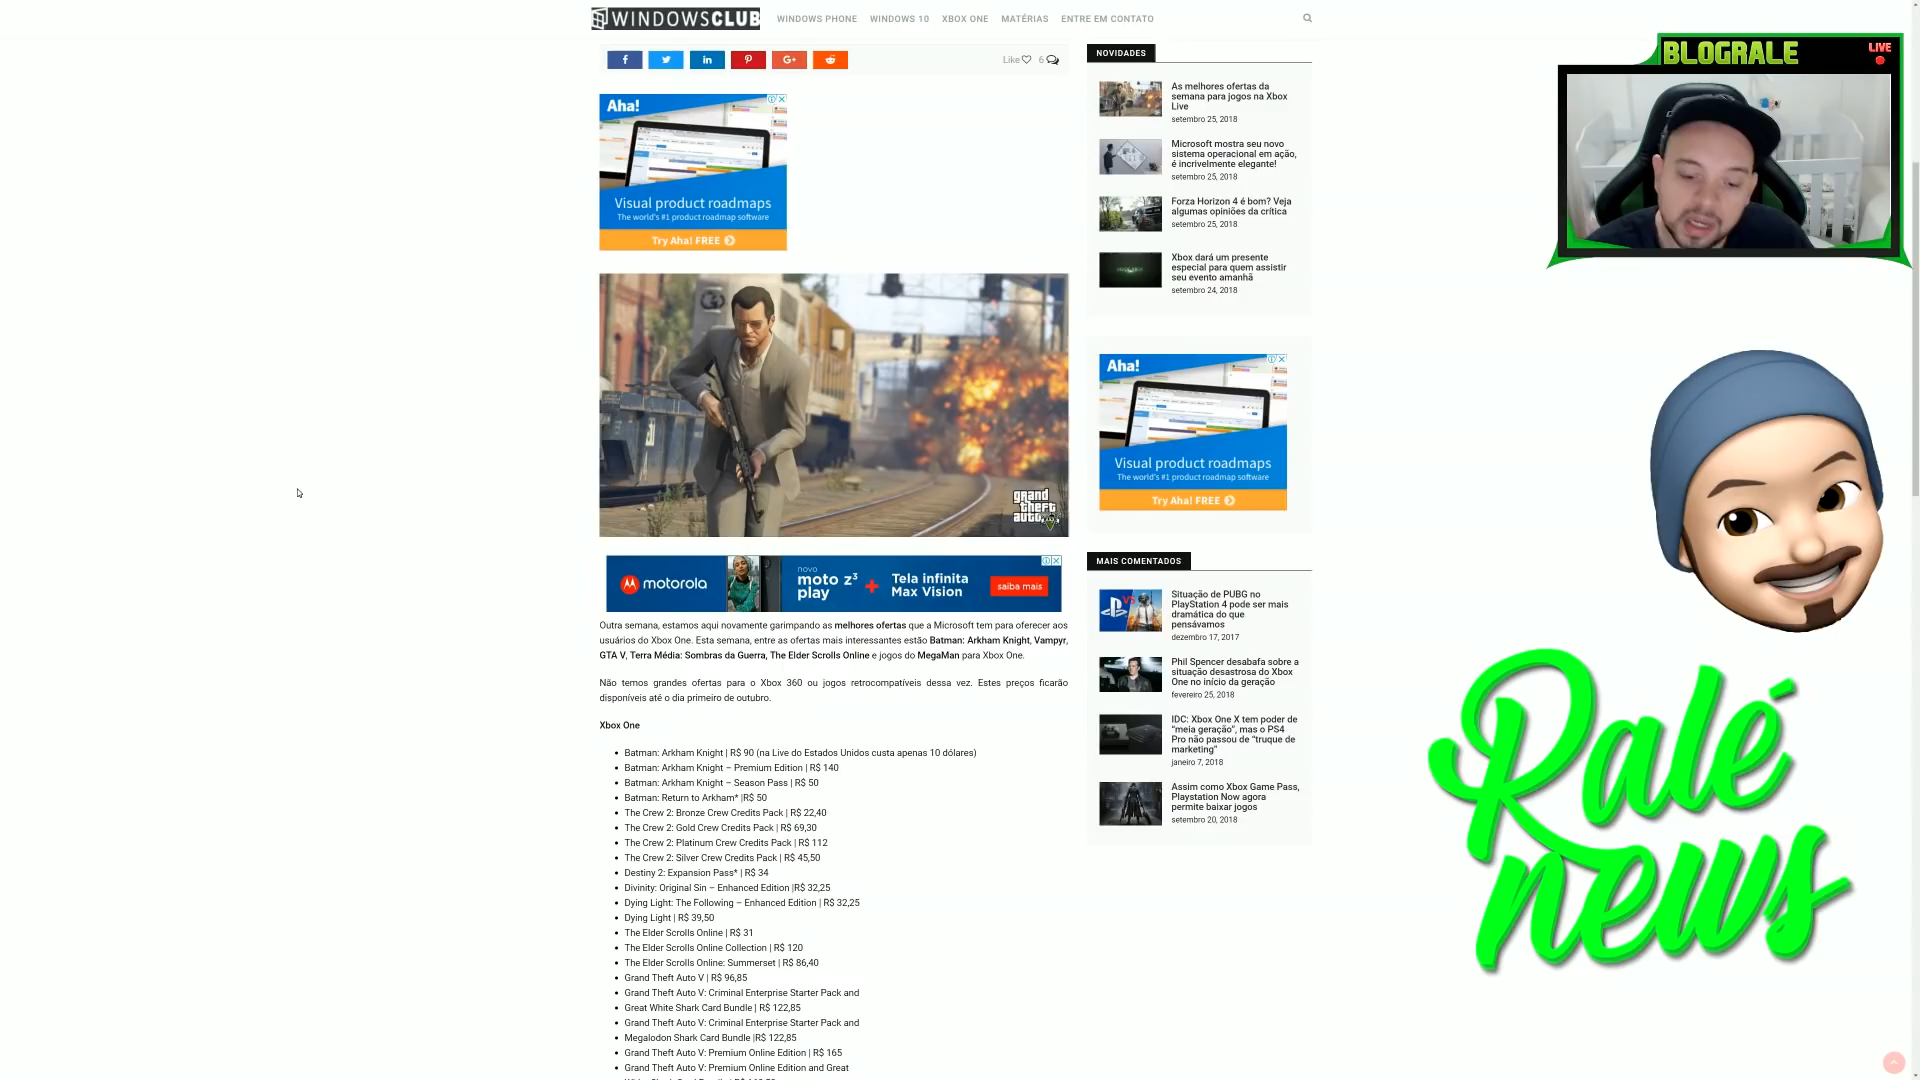 WINDOWSCLUB
WINDOWS PHONE WINDOWS 10 XBOX ONE MATÉRIAS ENTRE EM CONTATO
Like 6
Aha!
Visual product roadmaps
The world's #1 product roadmap software
Try Aha! FREE
grand
theft
auto
V
motorola
novo
moto z³
play
+
Tela infinita
Max Vision
saiba mais
Outra semana, estamos aqui novamente garimpando as melhores ofertas que a Microsoft tem para oferecer aos
usuários do Xbox One. Esta semana, entre as ofertas mais interessantes estão Batman: Arkham Knight, Vampyr,
GTA V, Terra Média: Sombras da Guerra, The Elder Scrolls Online e jogos do MegaMan para Xbox One.
Não temos grandes ofertas para o Xbox 360 ou jogos retrocompatíveis dessa vez. Estes preços ficarão
disponíveis até o dia primeiro de outubro.
Xbox One
Batman: Arkham Knight | R$ 90 (na Live do Estados Unidos custa apenas 10 dólares)
Batman: Arkham Knight – Premium Edition | R$ 140
Batman: Arkham Knight – Season Pass | R$ 50
Batman: Return to Arkham* |R$ 50
The Crew 2: Bronze Crew Credits Pack | R$ 22,40
The Crew 2: Gold Crew Credits Pack | R$ 69,30
The Crew 2: Platinum Crew Credits Pack | R$ 112
The Crew 2: Silver Crew Credits Pack | R$ 45,50
Destiny 2: Expansion Pass* | R$ 34
Divinity: Original Sin – Enhanced Edition |R$ 32,25
Dying Light: The Following – Enhanced Edition | R$ 32,25
Dying Light | R$ 39,50
The Elder Scrolls Online | R$ 31
The Elder Scrolls Online Collection | R$ 120
The Elder Scrolls Online: Summerset | R$ 86,40
Grand Theft Auto V | R$ 96,85
Grand Theft Auto V: Criminal Enterprise Starter Pack and
Great White Shark Card Bundle | R$ 122,85
Grand Theft Auto V: Criminal Enterprise Starter Pack and
Megalodon Shark Card Bundle |R$ 122,85
Grand Theft Auto V: Premium Online Edition | R$ 165
Grand Theft Auto V: Premium Online Edition and Great
NOVIDADES
As melhores ofertas da
semana para jogos na Xbox
Live
setembro 25, 2018
Microsoft mostra seu novo
sistema operacional em ação,
é incrivelmente elegante!
setembro 25, 2018
Forza Horizon 4 é bom? Veja
algumas opiniões da crítica
setembro 25, 2018
Xbox dará um presente
especial para quem assistir
seu evento amanhã
setembro 24, 2018
Aha!
Visual product roadmaps
The world's #1 product roadmap software
Try Aha! FREE
MAIS COMENTADOS
VS
Situação de PUBG no
PlayStation 4 pode ser mais
dramática do que
pensávamos
dezembro 17, 2017
Phil Spencer desabafa sobre a
situação desastrosa do Xbox
One no início da geração
fevereiro 25, 2018
IDC: Xbox One X tem poder de
“meia geração”, mas o PS4
Pro não passou de “truque de
marketing”
janeiro 7, 2018
Assim como Xbox Game Pass,
Playstation Now agora
permite baixar jogos
setembro 20, 2018
BLOGRALE
LIVE
Ralé
news